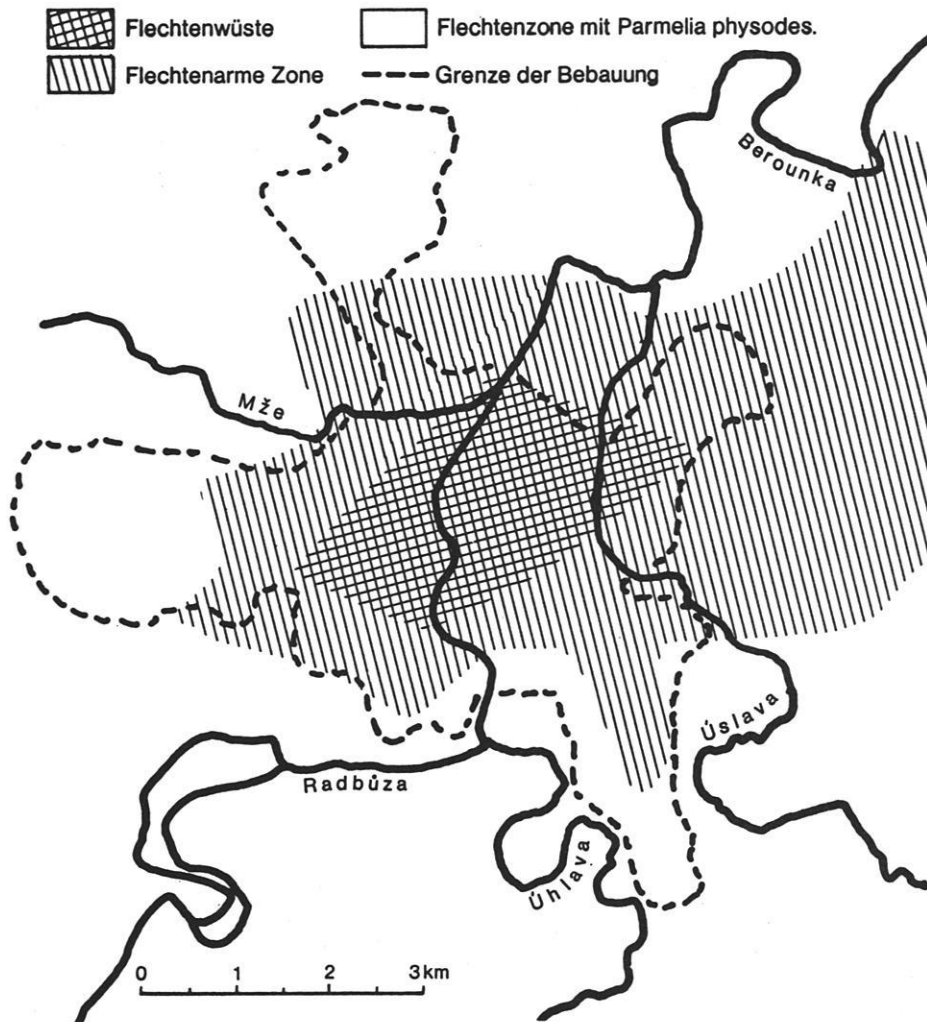 Flechtenwüste
Flechtenzone mit Parmelia physodes.
Flechtenarme Zone
Grenze der Bebauung
Berounka
Mže
Úslava
Radbůza
Úhlava
0 1 2 3 km